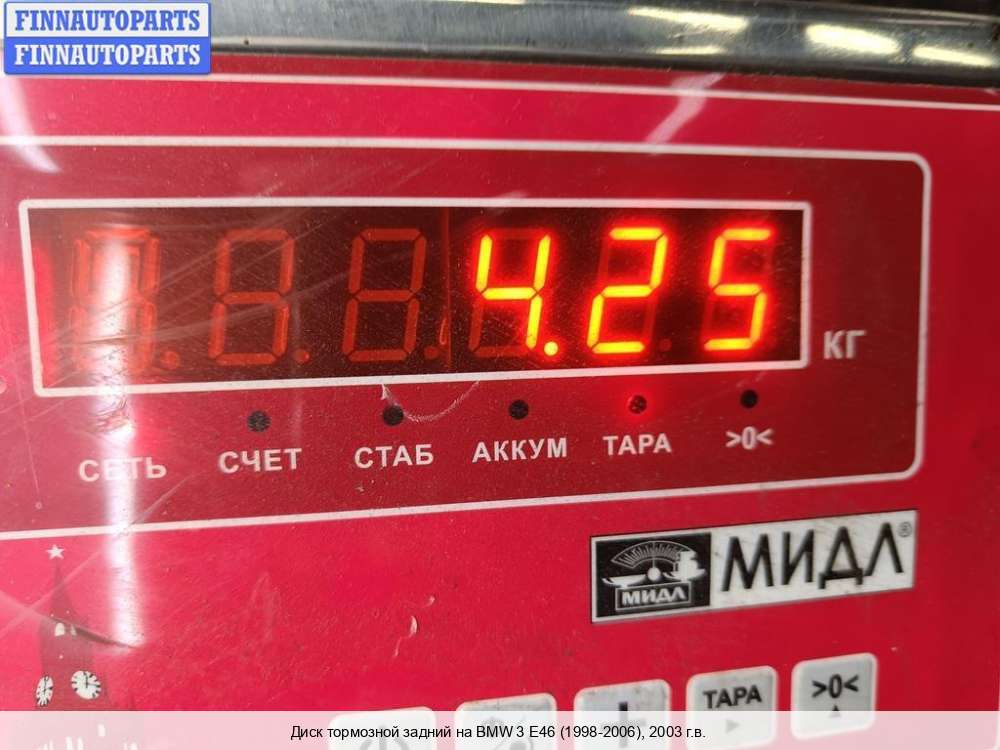 FINNAUTOPARTS
FINNAUTOPARTS
4.25
КГ
СЕТЬ СЧЕТ СТАБ АККУМ ТАРА >0<
МИДЛ МИДЛ®
ТАРА >0<
Диск тормозной задний на BMW 3 E46 (1998-2006), 2003 г.в.